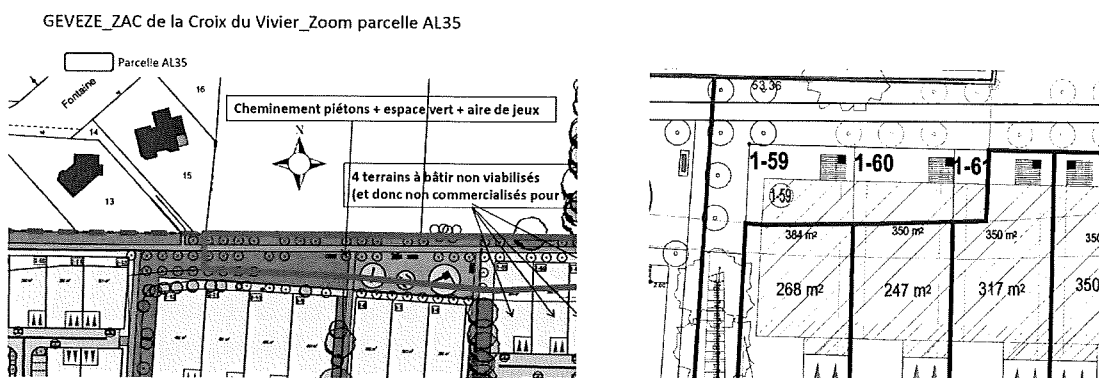 GEVEZE_ZAC de la Croix du Vivier_Zoom parcelle AL35
Parcelle AL35
Fontaine
16
14
15
13
Cheminement piétons + espace vert + aire de jeux
N
4 terrains à bâtir non viabilisés
(et donc non commercialisés pour
53.36
1-59
1-60
1-61
1-59
384 m²
350 m²
350 m²
350
268 m²
247 m²
317 m²
350